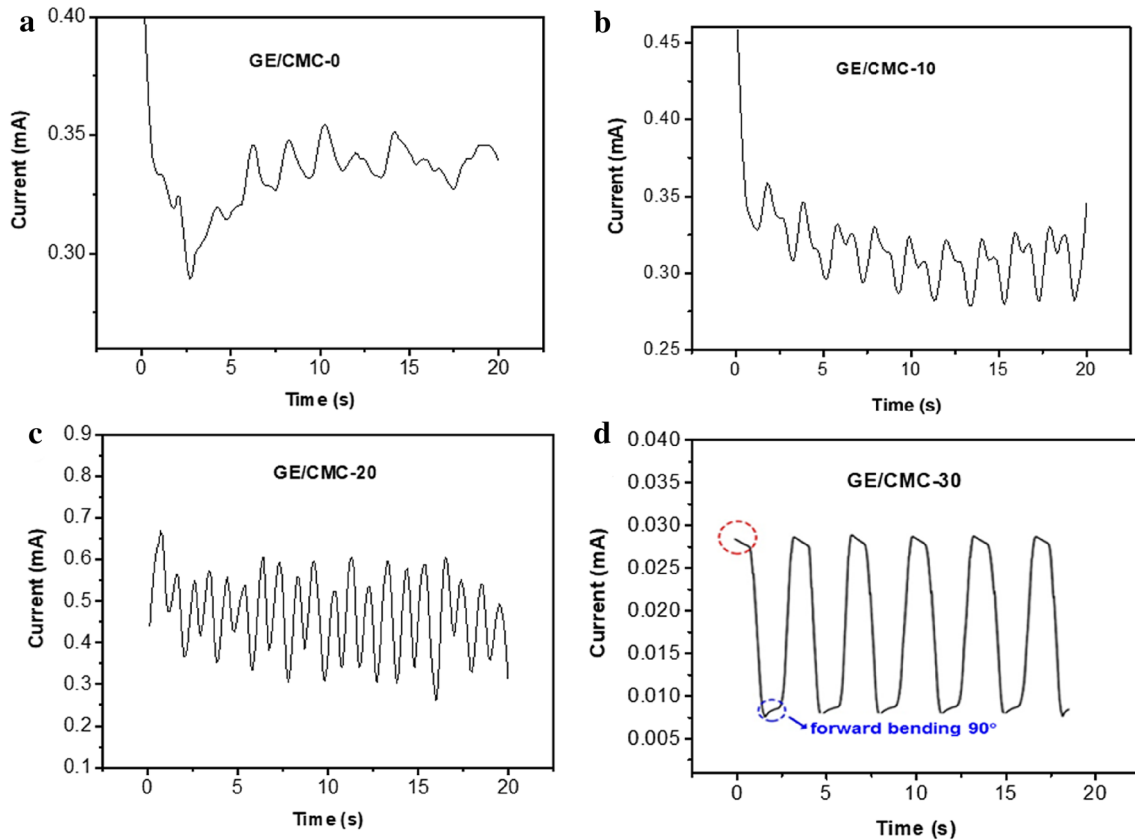 a
0.40
0.35
0.30
Current (mA)
GE/CMC-0
0 5 10 15 20
Time (s)
b
0.45
0.40
0.35
0.30
0.25
Current (mA)
GE/CMC-10
0 5 10 15 20
Time (s)
c
0.9
0.8
0.7
0.6
0.5
0.4
0.3
0.2
0.1
Current (mA)
GE/CMC-20
0 5 10 15 20
Time (s)
d
0.040
0.035
0.030
0.025
0.020
0.015
0.010
0.005
Current (mA)
GE/CMC-30
forward bending 90°
0 5 10 15 20
Time (s)